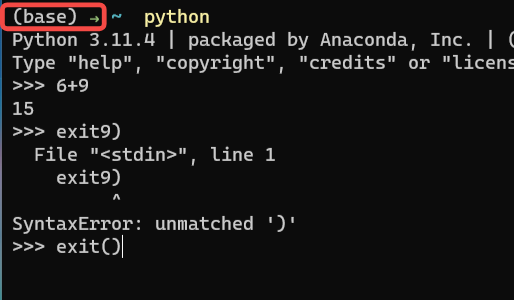 (base) → ~ python
Python 3.11.4 | packaged by Anaconda, Inc. | (
Type "help", "copyright", "credits" or "licens
>>> 6+9
15
>>> exit9)
  File "<stdin>", line 1
    exit9)
         ^
SyntaxError: unmatched ')'
>>> exit()